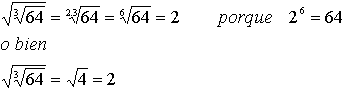 √∛64 = ²·³√64 = ⁶√64 = 2 porque 2⁶ = 64
o bien
√∛64 = √4 = 2